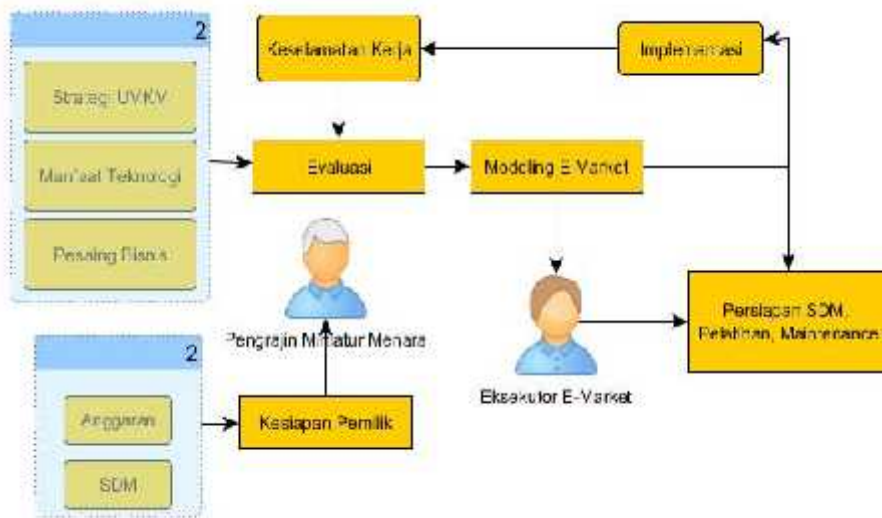 2
Strategi UMKM
Manfaat Teknologi
Pesaing Bisnis
Keselamatan Kerja
Implementasi
Evaluasi
Modeling E-Market
Pengrajin Miniatur Menara
Eksekutor E-Market
Persiapan SDM,
Pelatihan, Maintenance
2
Anggaran
SDM
Kesiapan Pemilik